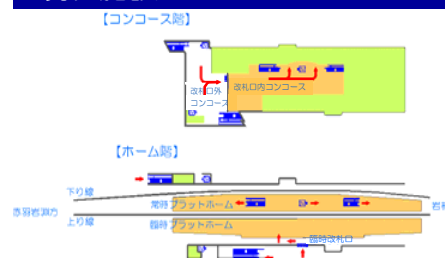 【コンコース階】
改札口外
コンコース
改札口内コンコース
【ホーム階】
下り線
常時プラットホーム
赤羽岩淵方
上り線
臨時プラットホーム
臨時改札口